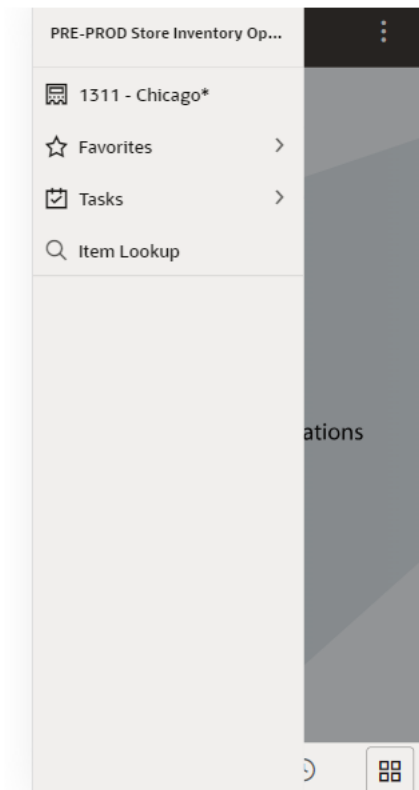 PRE-PROD Store Inventory Op...
1311 - Chicago*
Favorites
Tasks
Item Lookup
ations